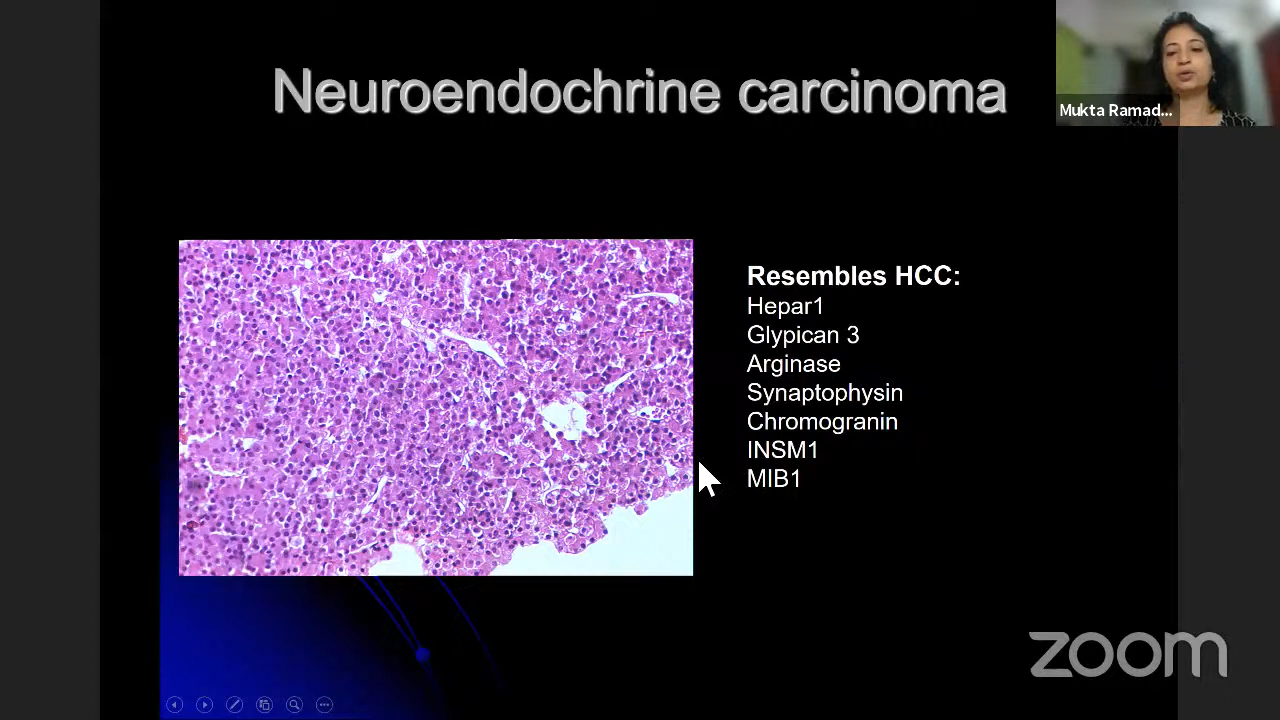 Neuroendochrine carcinoma
Mukta Ramad...
Resembles HCC:
Hepar1
Glypican 3
Arginase
Synaptophysin
Chromogranin
INSM1
MIB1
zoom